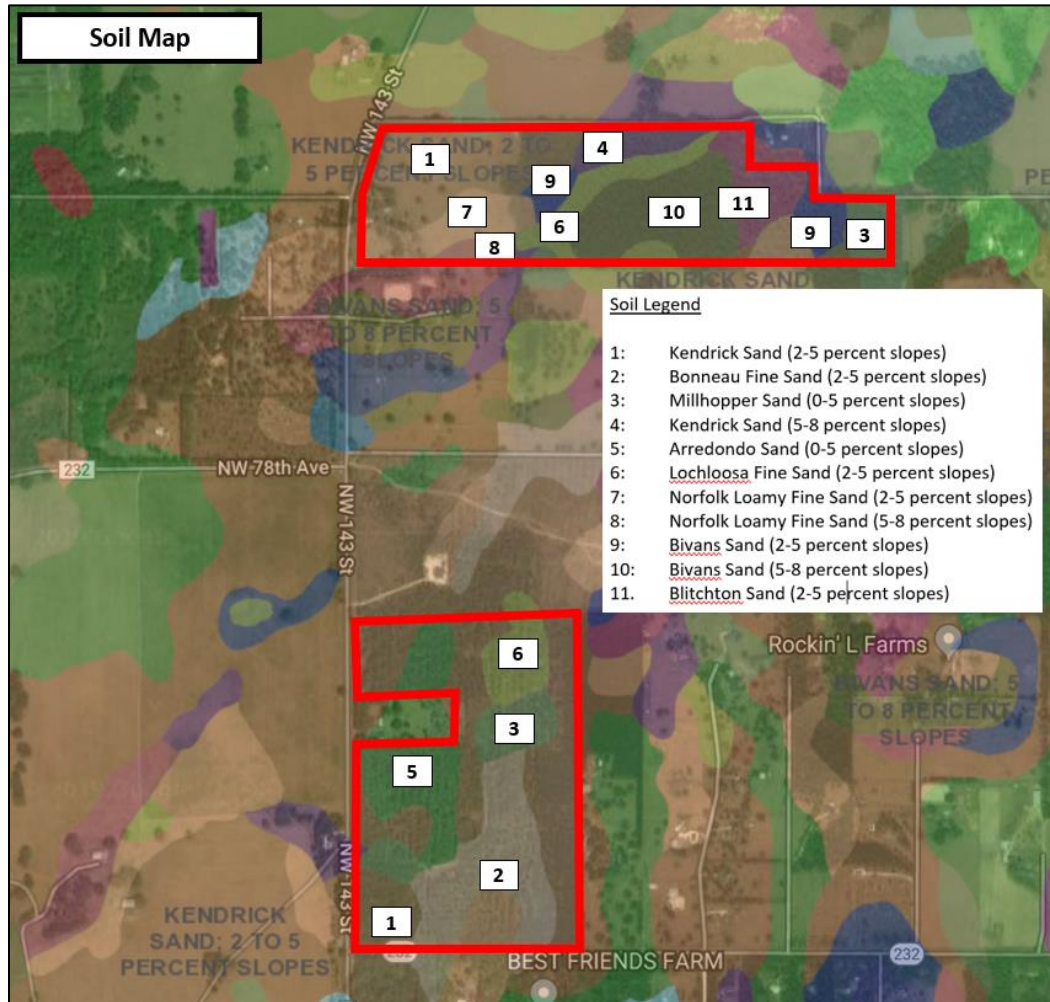 Soil Map
NW 143 St
KENDRICK SAND: 2 TO
5 PERCENT SLOPES
1
4
9
7
6
8
10
11
9
3
PE
KENDRICK SAND:
BIVANS SAND: 5
TO 8 PERCENT
SLOPES
Soil Legend
1: Kendrick Sand (2-5 percent slopes)
2: Bonneau Fine Sand (2-5 percent slopes)
3: Millhopper Sand (0-5 percent slopes)
4: Kendrick Sand (5-8 percent slopes)
5: Arredondo Sand (0-5 percent slopes)
6: Lochloosa Fine Sand (2-5 percent slopes)
7: Norfolk Loamy Fine Sand (2-5 percent slopes)
8: Norfolk Loamy Fine Sand (5-8 percent slopes)
9: Bivans Sand (2-5 percent slopes)
10: Bivans Sand (5-8 percent slopes)
11. Blitchton Sand (2-5 percent slopes)
232
NW 78th Ave
NW 143 St
6
3
5
2
1
Rockin' L Farms
BIVANS SAND: 5
TO 8 PERCENT
SLOPES
NW 143 St
KENDRICK
SAND: 2 TO 5
PERCENT SLOPES
232
BEST FRIENDS FARM
232